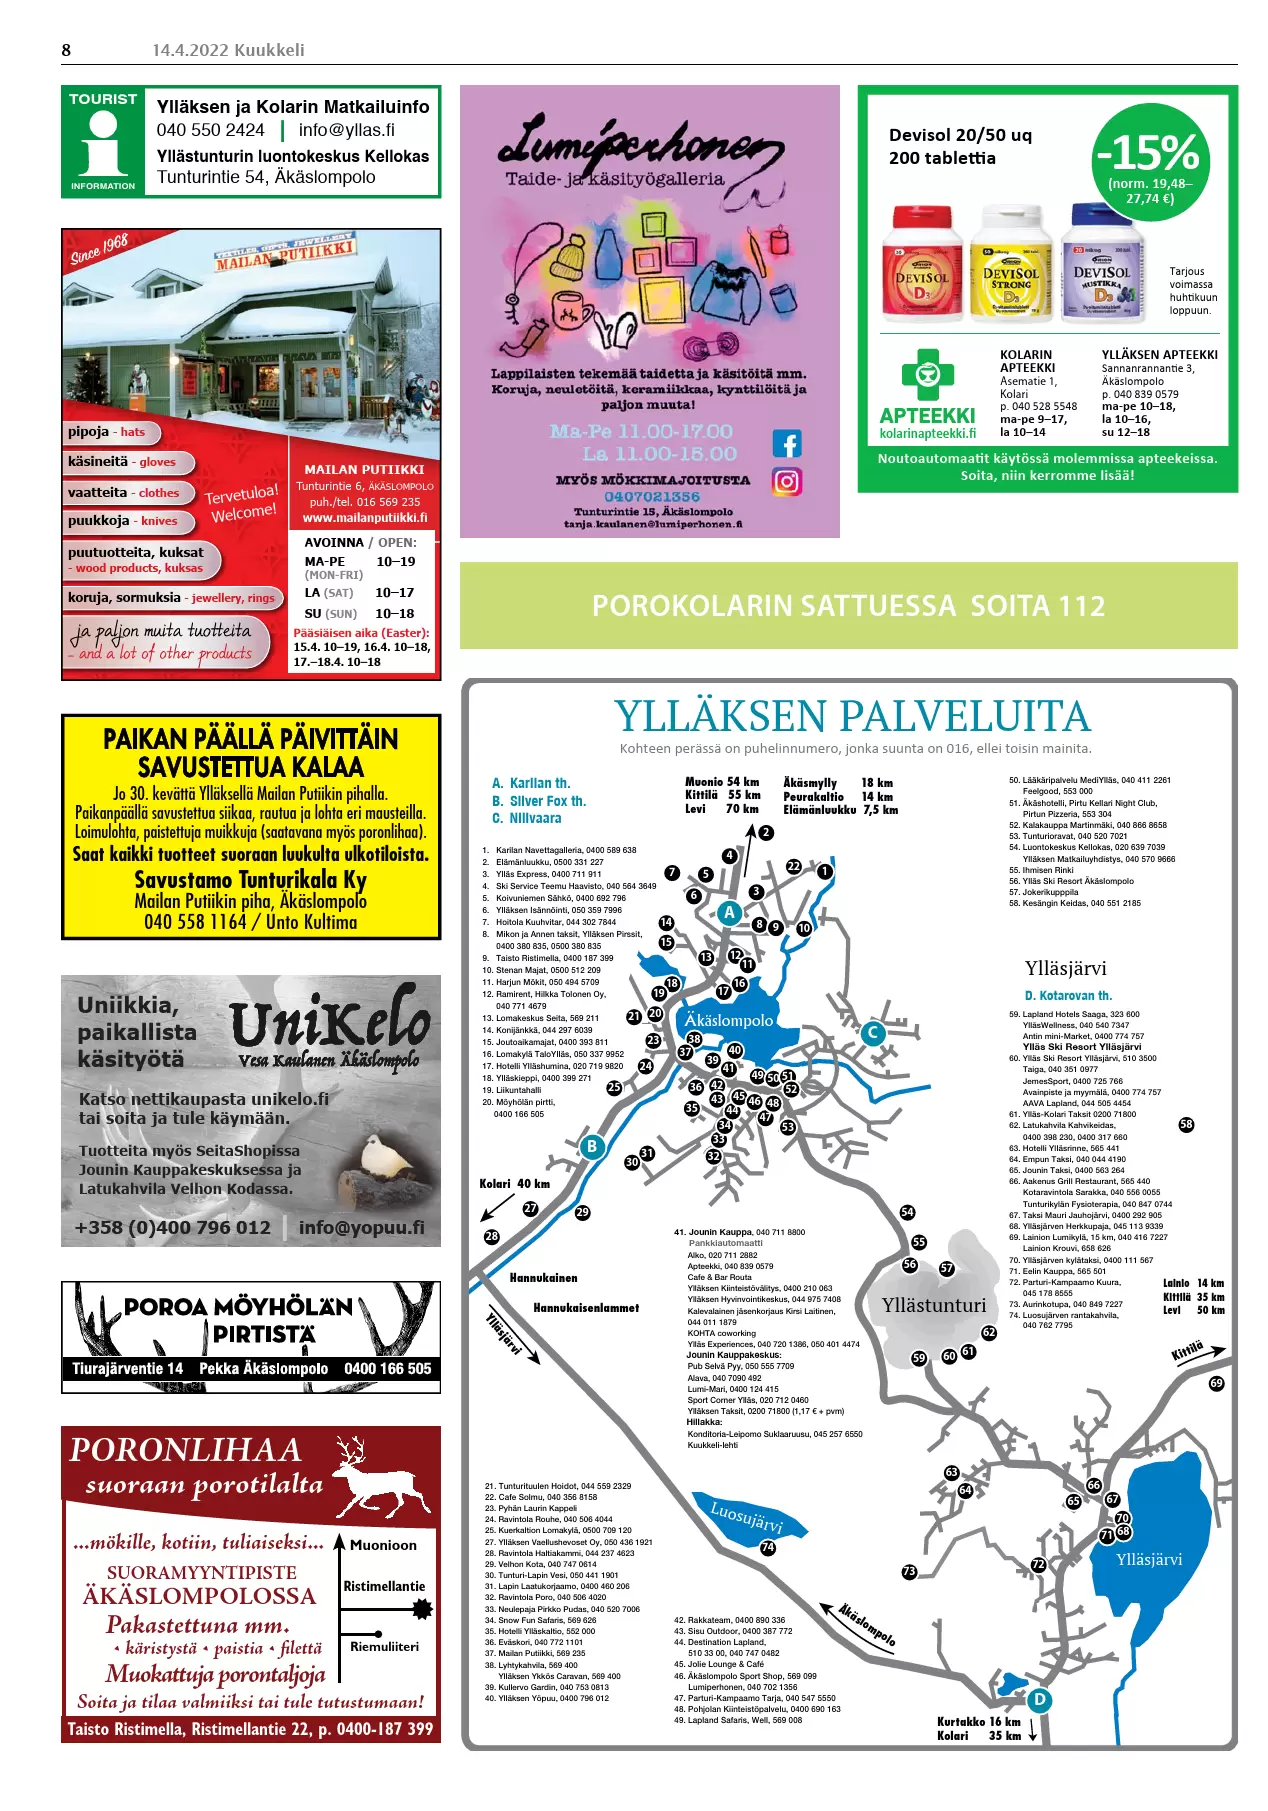 8
14.4.2022 Kuukkeli
TOURIST
INFORMATION
Ylläksen ja Kolarin Matkailuinfo
040 550 2424 | info@yllas.fi
Yllästunturin luontokeskus Kellokas
Tunturintie 54, Äkäslompolo
Since 1968
TEXTILES, GIFTS, JEWELLERY
MAILAN PUTIIKKI
pipoja - hats
käsineitä - gloves
vaatteita - clothes
puukkoja - knives
puutuotteita, kuksat
- wood products, kuksas
koruja, sormuksia - jewellery, rings
ja paljon muita tuotteita
- and a lot of other products
Tervetuloa!
Welcome!
MAILAN PUTIIKKI
Tunturintie 6, ÄKÄSLOMPOLO
puh./tel. 016 569 235
www.mailanputiikki.fi
AVOINNA / OPEN:
MA-PE 10–19
(MON-FRI)
LA (SAT) 10–17
SU (SUN) 10–18
Pääsiäisen aika (Easter):
15.4. 10–19, 16.4. 10–18,
17.–18.4. 10–18
PAIKAN PÄÄLLÄ PÄIVITTÄIN
SAVUSTETTUA KALAA
Jo 30. kevättä Ylläksellä Mailan Putiikin pihalla.
Paikanpäällä savustettua siikaa, rautua ja lohta eri mausteilla.
Loimulohta, paistettuja muikkuja (saatavana myös poronlihaa).
Saat kaikki tuotteet suoraan luukulta ulkotiloista.
Savustamo Tunturikala Ky
Mailan Putiikin piha, Äkäslompolo
040 558 1164 / Unto Kultima
Uniikkia,
paikallista
käsityötä
UniKelo
Vesa Kaulanen Äkäslompolo
Katso nettikaupasta unikelo.fi
tai soita ja tule käymään.
Tuotteita myös SeitaShopissa
Jounin Kauppakeskuksessa ja
Latukahvila Velhon Kodassa.
+358 (0)400 796 012 | info@yopuu.fi
POROA MÖYHÖLÄN
PIRTISTÄ
Tiurajärventie 14 Pekka Äkäslompolo 0400 166 505
PORONLIHAA
suoraan porotilalta
...mökille, kotiin, tuliaiseksi...
SUORAMYYNTIPISTE
ÄKÄSLOMPOLOSSA
Pakastettuna mm.
• käristystä • paistia • filettä
Muokattuja porontaljoja
Soita ja tilaa valmiiksi tai tule tutustumaan!
Muonioon
Ristimellantie
Riemuliiteri
Taisto Ristimella, Ristimellantie 22, p. 0400-187 399
Lumiperhonen
Taide- ja käsityögalleria
Lappilaisten tekemää taidetta ja käsitöitä mm.
Koruja, neuletöitä, keramiikkaa, kynttilöitä ja
paljon muuta!
Ma-Pe 11.00-17.00
La 11.00-15.00
MYÖS MÖKKIMAJOITUSTA
0407021356
Tunturintie 15, Äkäslompolo
tanja.kaulanen@lumiperhonen.fi
Devisol 20/50 uq
200 tablettia
-15%
(norm. 19,48–
27,74 €)
DEVISOL
D3
DEVISOL
STRONG
D3
DEVISOL
MUSTIKKA
D3
Tarjous
voimassa
huhtikuun
loppuun.
APTEEKKI
kolarinapteekki.fi
KOLARIN
APTEEKKI
Asematie 1,
Kolari
p. 040 528 5548
ma-pe 9–17,
la 10–14
YLLÄKSEN APTEEKKI
Sannanrannantie 3,
Äkäslompolo
p. 040 839 0579
ma-pe 10–18,
la 10–16,
su 12–18
Noutoautomaatit käytössä molemmissa apteekeissa.
Soita, niin kerromme lisää!
POROKOLARIN SATTUESSA SOITA 112
YLLÄKSEN PALVELUITA
Kohteen perässä on puhelinnumero, jonka suunta on 016, ellei toisin mainita.
A. Karilan th.
B. Silver Fox th.
C. Niilivaara
Muonio 54 km
Kittilä 55 km
Levi 70 km
Äkäsmylly 18 km
Peurakaltio 14 km
Elämänluukku 7,5 km
1. Karilan Navettagalleria, 0400 589 638
2. Elämänluukku, 0500 331 227
3. Ylläs Express, 0400 711 911
4. Ski Service Teemu Haavisto, 040 564 3649
5. Koivuniemen Sähkö, 0400 692 796
6. Ylläksen Isännöinti, 050 359 7996
7. Hoitola Kuuhvitar, 044 302 7844
8. Mikon ja Annen taksit, Ylläksen Pirssit,
0400 380 835, 0500 380 835
9. Taisto Ristimella, 0400 187 399
10. Stenan Majat, 0500 512 209
11. Harjun Mökit, 050 494 5709
12. Ramirent, Hilkka Tolonen Oy,
040 771 4679
13. Lomakeskus Seita, 569 211
14. Konijänkkä, 044 297 6039
15. Joutoaikamajat, 0400 393 811
16. Lomakylä TaloYlläs, 050 337 9952
17. Hotelli Ylläshumina, 020 719 9820
18. Ylläskieppi, 0400 399 271
19. Liikuntahalli
20. Möyhölän pirtti,
0400 166 505
Kolari 40 km
Hannukainen
Hannukaisenlammet
Ylläsjärvi
Äkäslompolo
41. Jounin Kauppa, 040 711 8800
Pankkiautomaatti
Alko, 020 711 2882
Apteekki, 040 839 0579
Cafe & Bar Routa
Ylläksen Kiinteistövälitys, 0400 210 063
Ylläksen Hyvinvointikeskus, 044 975 7408
Kalevalainen jäsenkorjaus Kirsi Laitinen,
044 011 1879
KOHTA coworking
Ylläs Experiences, 040 720 1386, 050 401 4474
Jounin Kauppakeskus:
Pub Selvä Pyy, 050 555 7709
Alava, 040 7090 492
Lumi-Mari, 0400 124 415
Sport Corner Ylläs, 020 712 0460
Ylläksen Taksit, 0200 71800 (1,17 € + pvm)
Hillakka:
Konditoria-Leipomo Suklaaruusu, 045 257 6550
Kuukkeli-lehti
21. Tunturituulen Hoidot, 044 559 2329
22. Cafe Solmu, 040 356 8158
23. Pyhän Laurin Kappeli
24. Ravintola Rouhe, 040 506 4044
25. Kuerkaltion Lomakylä, 0500 709 120
27. Ylläksen Vaellushevoset Oy, 050 436 1921
28. Ravintola Haltiakammi, 044 237 4623
29. Velhon Kota, 040 747 0614
30. Tunturi-Lapin Vesi, 050 441 1901
31. Lapin Laatukorjaamo, 0400 460 206
32. Ravintola Poro, 040 506 4020
33. Neulepaja Pirkko Pudas, 040 520 7006
34. Snow Fun Safaris, 569 626
35. Hotelli Ylläskaltio, 552 000
36. Eväskori, 040 772 1101
37. Mailan Putiikki, 569 235
38. Lyhtykahvila, 569 400
Ylläksen Ykkös Caravan, 569 400
39. Kullervo Gardin, 040 753 0813
40. Ylläksen Yöpuu, 0400 796 012
42. Rakkateam, 0400 890 336
43. Sisu Outdoor, 0400 387 772
44. Destination Lapland,
510 33 00, 040 747 0482
45. Jolie Lounge & Café
46. Äkäslompolo Sport Shop, 569 099
Lumiperhonen, 040 702 1356
47. Parturi-Kampaamo Tarja, 040 547 5550
48. Pohjolan Kiinteistöpalvelu, 0400 690 163
49. Lapland Safaris, Well, 569 008
50. Lääkäripalvelu MediYlläs, 040 411 2261
Feelgood, 553 000
51. Äkäshotelli, Pirtu Kellari Night Club,
Pirtun Pizzeria, 553 304
52. Kalakauppa Martinmäki, 040 866 8658
53. Tunturioravat, 040 520 7021
54. Luontokeskus Kellokas, 020 639 7039
Ylläksen Matkailuyhdistys, 040 570 9666
55. Ihmisen Rinki
56. Ylläs Ski Resort Äkäslompolo
57. Jokerikupppila
58. Kesängin Keidas, 040 551 2185
Ylläsjärvi
D. Kotarovan th.
59. Lapland Hotels Saaga, 323 600
YlläsWellness, 040 540 7347
Antin mini-Market, 0400 774 757
Ylläs Ski Resort Ylläsjärvi
60. Ylläs Ski Resort Ylläsjärvi, 510 3500
Taiga, 040 351 0977
JemesSport, 0400 725 766
Avainpiste ja myymälä, 0400 774 757
AAVA Lapland, 044 505 4454
61. Ylläs-Kolari Taksit 0200 71800
62. Latukahvila Kahvikeidas,
0400 398 230, 0400 317 660
63. Hotelli Ylläsrinne, 565 441
64. Empun Taksi, 040 044 4190
65. Jounin Taksi, 0400 563 264
66. Aakenus Grill Restaurant, 565 440
Kotaravintola Sarakka, 040 556 0055
Tunturikylän Fysioterapia, 040 847 0744
67. Taksi Mauri Jauhojärvi, 0400 292 905
68. Ylläsjärven Herkkupaja, 045 113 9339
69. Lainion Lumikylä, 15 km, 040 416 7227
Lainion Krouvi, 658 626
70. Ylläsjärven kylätaksi, 0400 111 567
71. Eelin Kauppa, 565 501
72. Parturi-Kampaamo Kuura,
045 178 8555
73. Aurinkotupa, 040 849 7227
74. Luosujärven rantakahvila,
040 762 7795
Lainio 14 km
Kittilä 35 km
Levi 50 km
Kittilä
Yllästunturi
Luosujärvi
Ylläsjärvi
Äkäslompolo
Kurtakko 16 km
Kolari 35 km
A
B
C
D